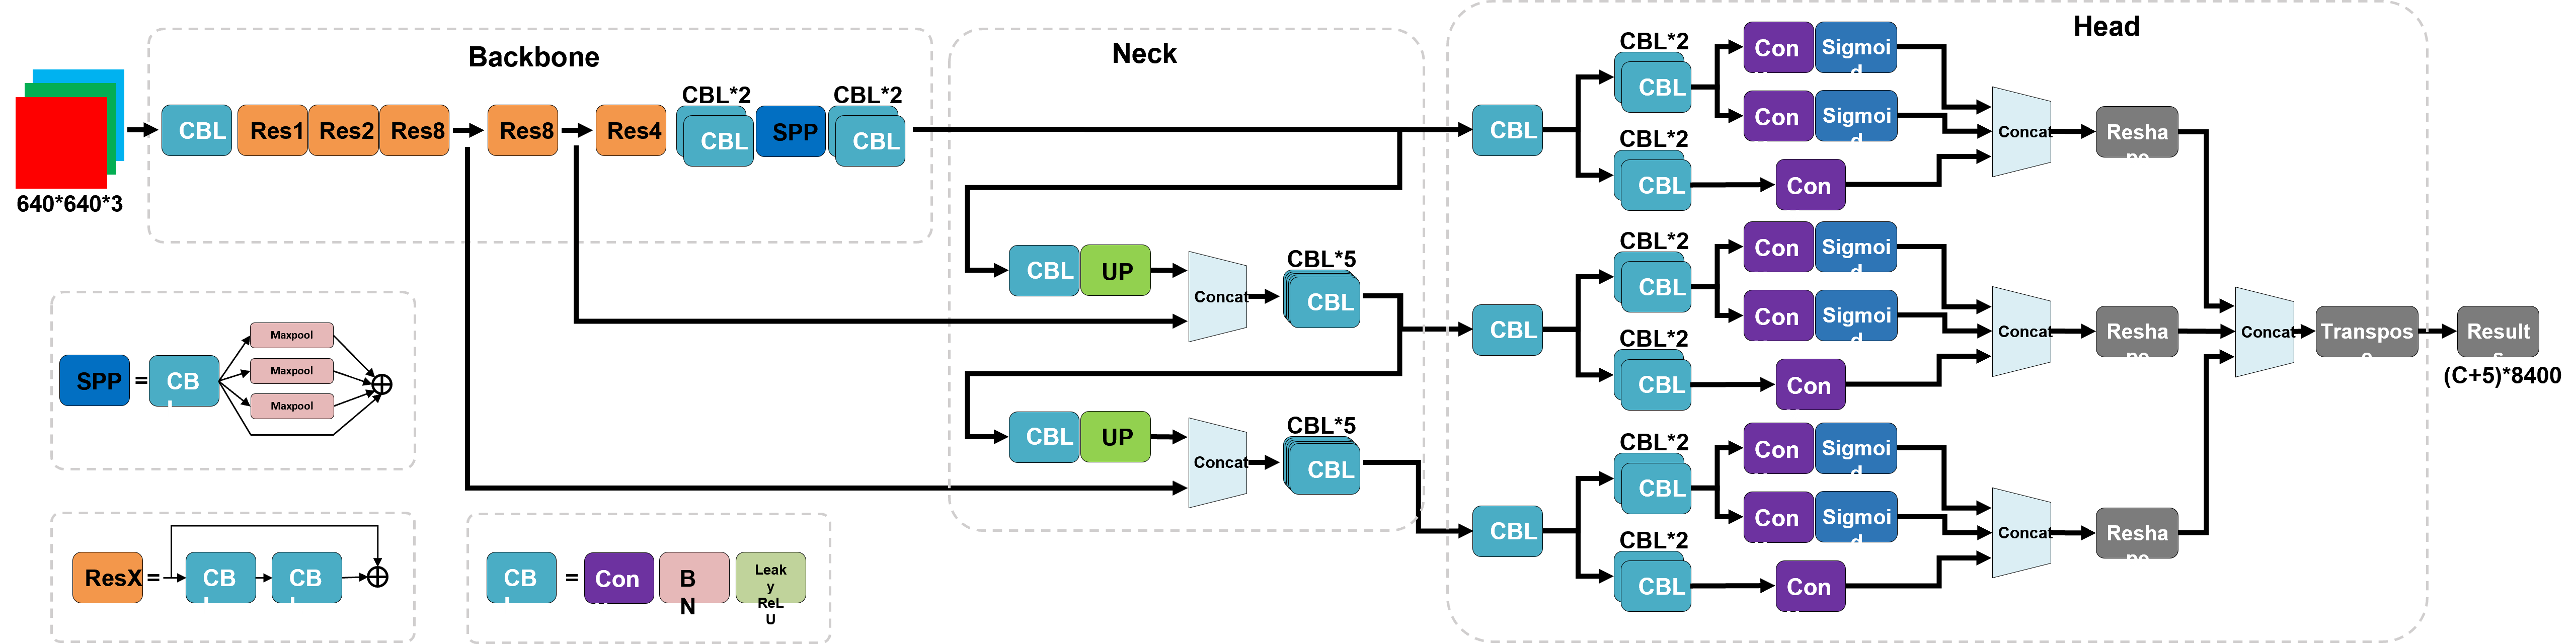 Backbone
Neck
Head
640*640*3
CBL
Res1
Res2
Res8
Res8
Res4
CBL*2
CBL
SPP
CBL*2
CBL
CBL
UP
Concat
CBL*5
CBL
CBL
UP
Concat
CBL*5
CBL
CBL
CBL*2
CBL
Con
Sigmoi
d
Con
Sigmoi
d
CBL*2
CBL
Con
Concat
Resha
CBL
CBL*2
CBL
Con
Sigmoi
d
Con
Sigmoi
d
CBL*2
CBL
Con
Concat
Resha
CBL
CBL*2
CBL
Con
Sigmoi
d
Con
Sigmoi
d
CBL*2
CBL
Con
Concat
Resha
Concat
Transpos
Result
(C+5)*8400
SPP
=
CB
Maxpool
Maxpool
Maxpool
ResX
=
CB
CB
CB
=
Con
B
N
Leak
y
ReL
U